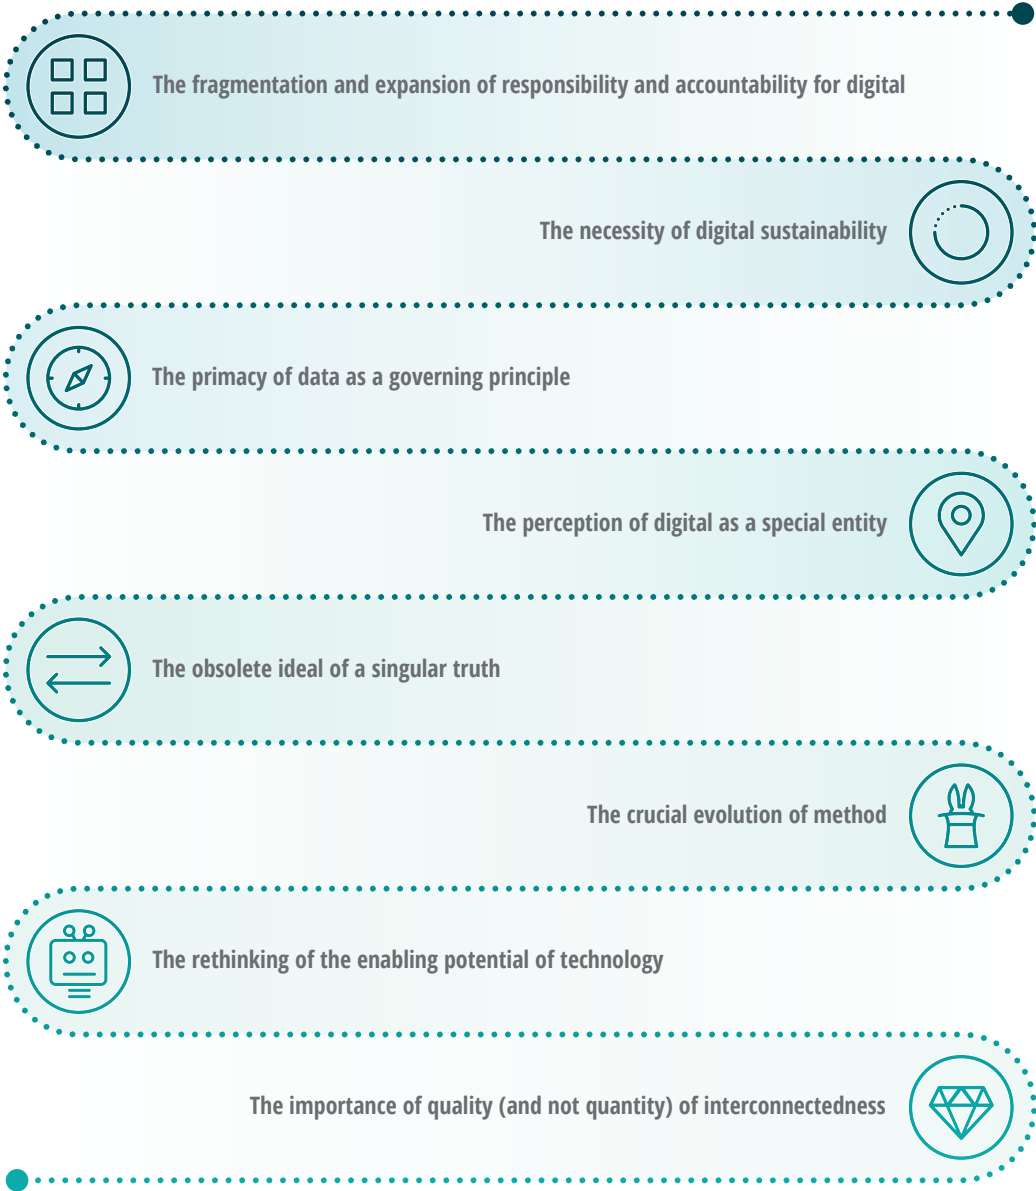 The fragmentation and expansion of responsibility and accountability for digital
The necessity of digital sustainability
The primacy of data as a governing principle
The perception of digital as a special entity
The obsolete ideal of a singular truth
The crucial evolution of method
The rethinking of the enabling potential of technology
The importance of quality (and not quantity) of interconnectedness